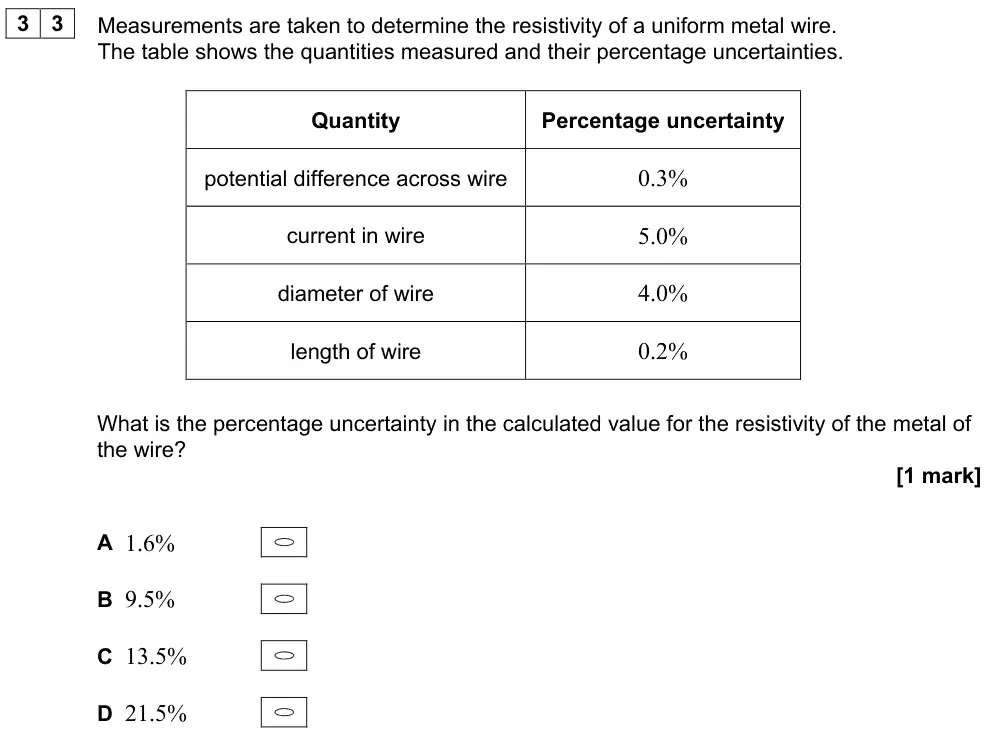 3 3 Measurements are taken to determine the resistivity of a uniform metal wire.
The table shows the quantities measured and their percentage uncertainties.
Quantity Percentage uncertainty
potential difference across wire 0.3%
current in wire 5.0%
diameter of wire 4.0%
length of wire 0.2%
What is the percentage uncertainty in the calculated value for the resistivity of the metal of
the wire?
[1 mark]
A 1.6%
B 9.5%
C 13.5%
D 21.5%